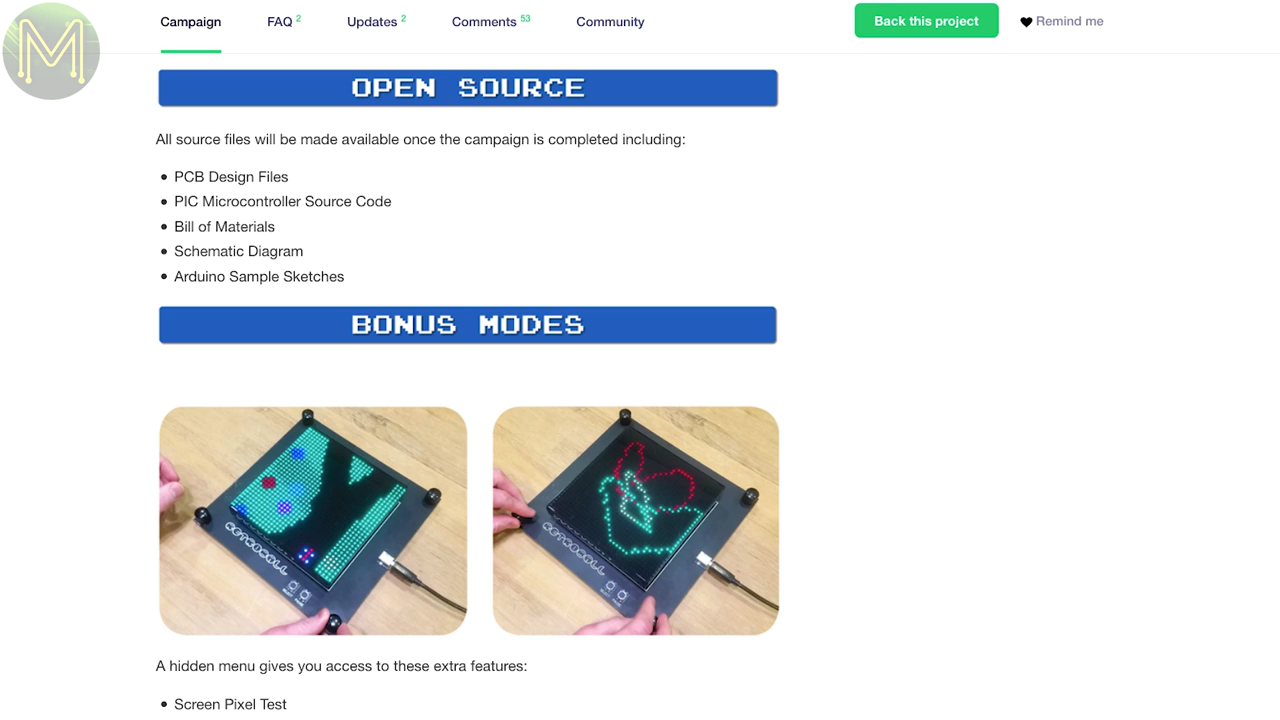 Campaign
FAQ 2
Updates 2
Comments 53
Community
Back this project
Remind me
M
OPEN SOURCE
All source files will be made available once the campaign is completed including:
• PCB Design Files
• PIC Microcontroller Source Code
• Bill of Materials
• Schematic Diagram
• Arduino Sample Sketches
BONUS MODES
A hidden menu gives you access to these extra features:
• Screen Pixel Test